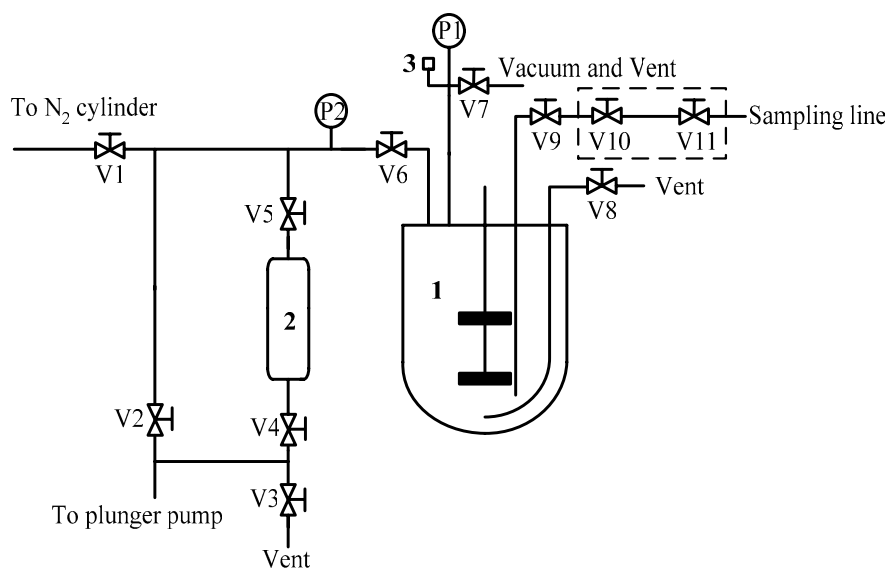 P1
3
Vacuum and Vent
V7
To N2 cylinder
P2
V1
V6
V9
V10
V11
Sampling line
V5
V8
Vent
1
2
V2
V4
V3
To plunger pump
Vent